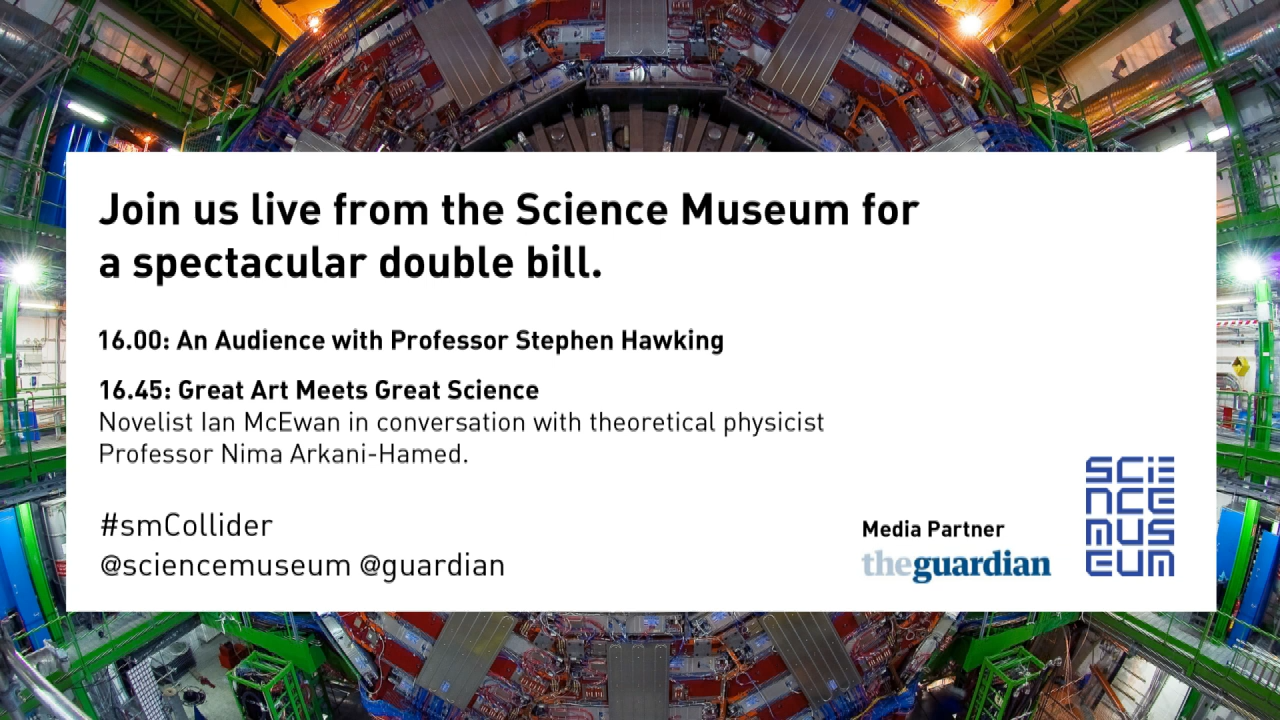 Join us live from the Science Museum for
a spectacular double bill.
16.00: An Audience with Professor Stephen Hawking
16.45: Great Art Meets Great Science
Novelist Ian McEwan in conversation with theoretical physicist
Professor Nima Arkani-Hamed.
#smCollider
@sciencemuseum @guardian
Media Partner
theguardian
SCIE
NCE
MUS
EUM